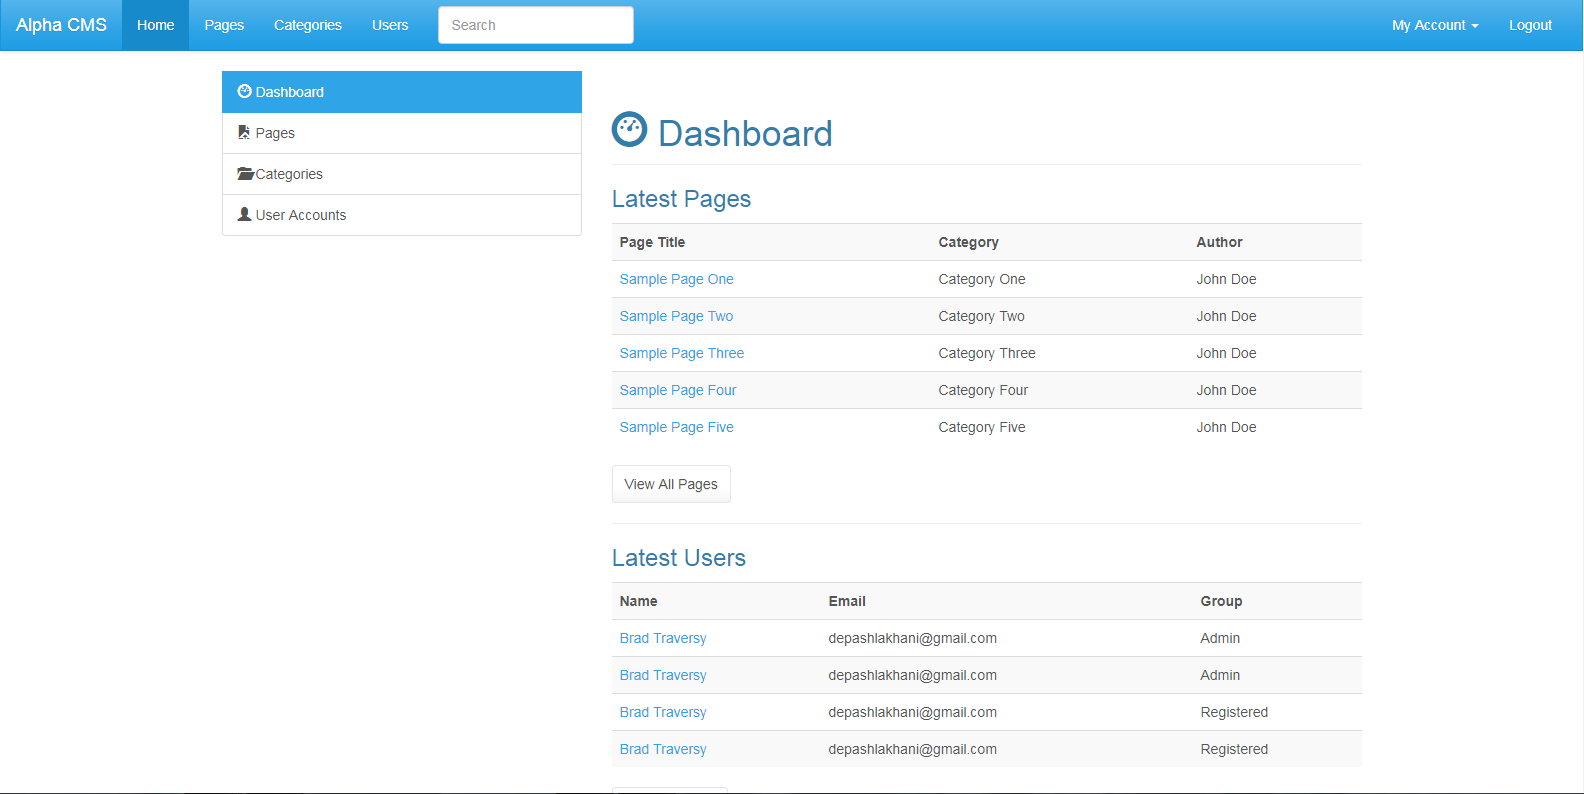 Alpha CMS Home Pages Categories Users Search My Account Logout
Dashboard
Pages
Categories
User Accounts
Dashboard
Latest Pages
Page Title Category Author
Sample Page One Category One John Doe
Sample Page Two Category Two John Doe
Sample Page Three Category Three John Doe
Sample Page Four Category Four John Doe
Sample Page Five Category Five John Doe
View All Pages
Latest Users
Name Email Group
Brad Traversy depashlakhani@gmail.com Admin
Brad Traversy depashlakhani@gmail.com Admin
Brad Traversy depashlakhani@gmail.com Registered
Brad Traversy depashlakhani@gmail.com Registered